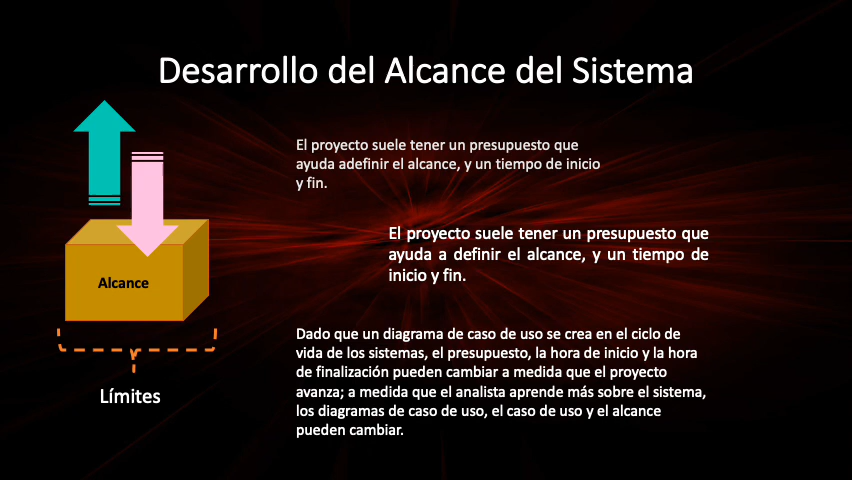 Desarrollo del Alcance del Sistema
El proyecto suele tener un presupuesto que
ayuda adefinir el alcance, y un tiempo de inicio
y fin.
El proyecto suele tener un presupuesto que
ayuda a definir el alcance, y un tiempo de
inicio y fin.
Alcance
Dado que un diagrama de caso de uso se crea en el ciclo de
vida de los sistemas, el presupuesto, la hora de inicio y la hora
de finalización pueden cambiar a medida que el proyecto
avanza; a medida que el analista aprende más sobre el sistema,
los diagramas de caso de uso, el caso de uso y el alcance
pueden cambiar.
Límites